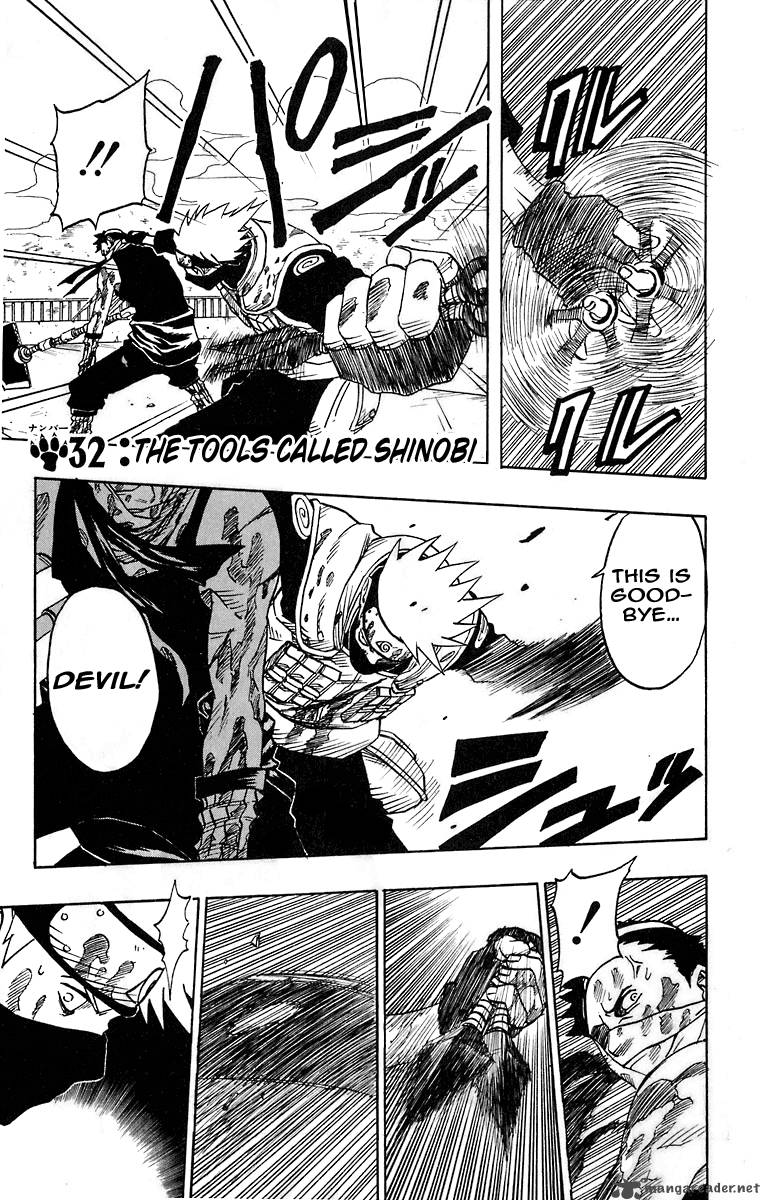 クル
クル
パシッ
!!
ナンバー
32:THE TOOLS CALLED SHINOBI
THIS IS
GOOD-
BYE...
DEVIL!
シュッ
!
mangareader.net